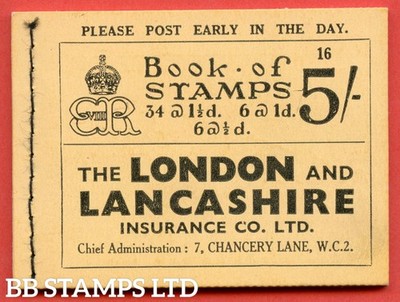 PLEASE POST EARLY IN THE DAY.
16
Book · of
STAMPS
5/-
34 @ 1½d. 6 @ 1d.
6 @ ½d.
E VIII R
THE LONDON AND
LANCASHIRE
INSURANCE CO. LTD.
Chief Administration : 7, CHANCERY LANE, W.C.2.
BB STAMPS LTD